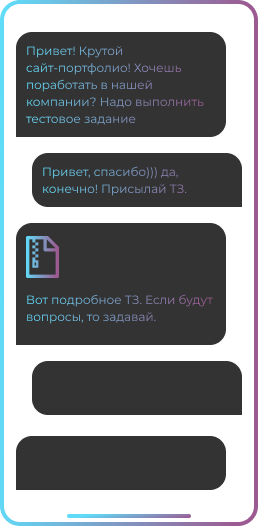 Привет! Крутой
сайт-портфолио! Хочешь
поработать в нашей
компании? Надо выполнить
тестовое задание
Привет, спасибо))) да,
конечно! Присылай ТЗ.
Вот подробное ТЗ. Если будут
вопросы, то задавай.